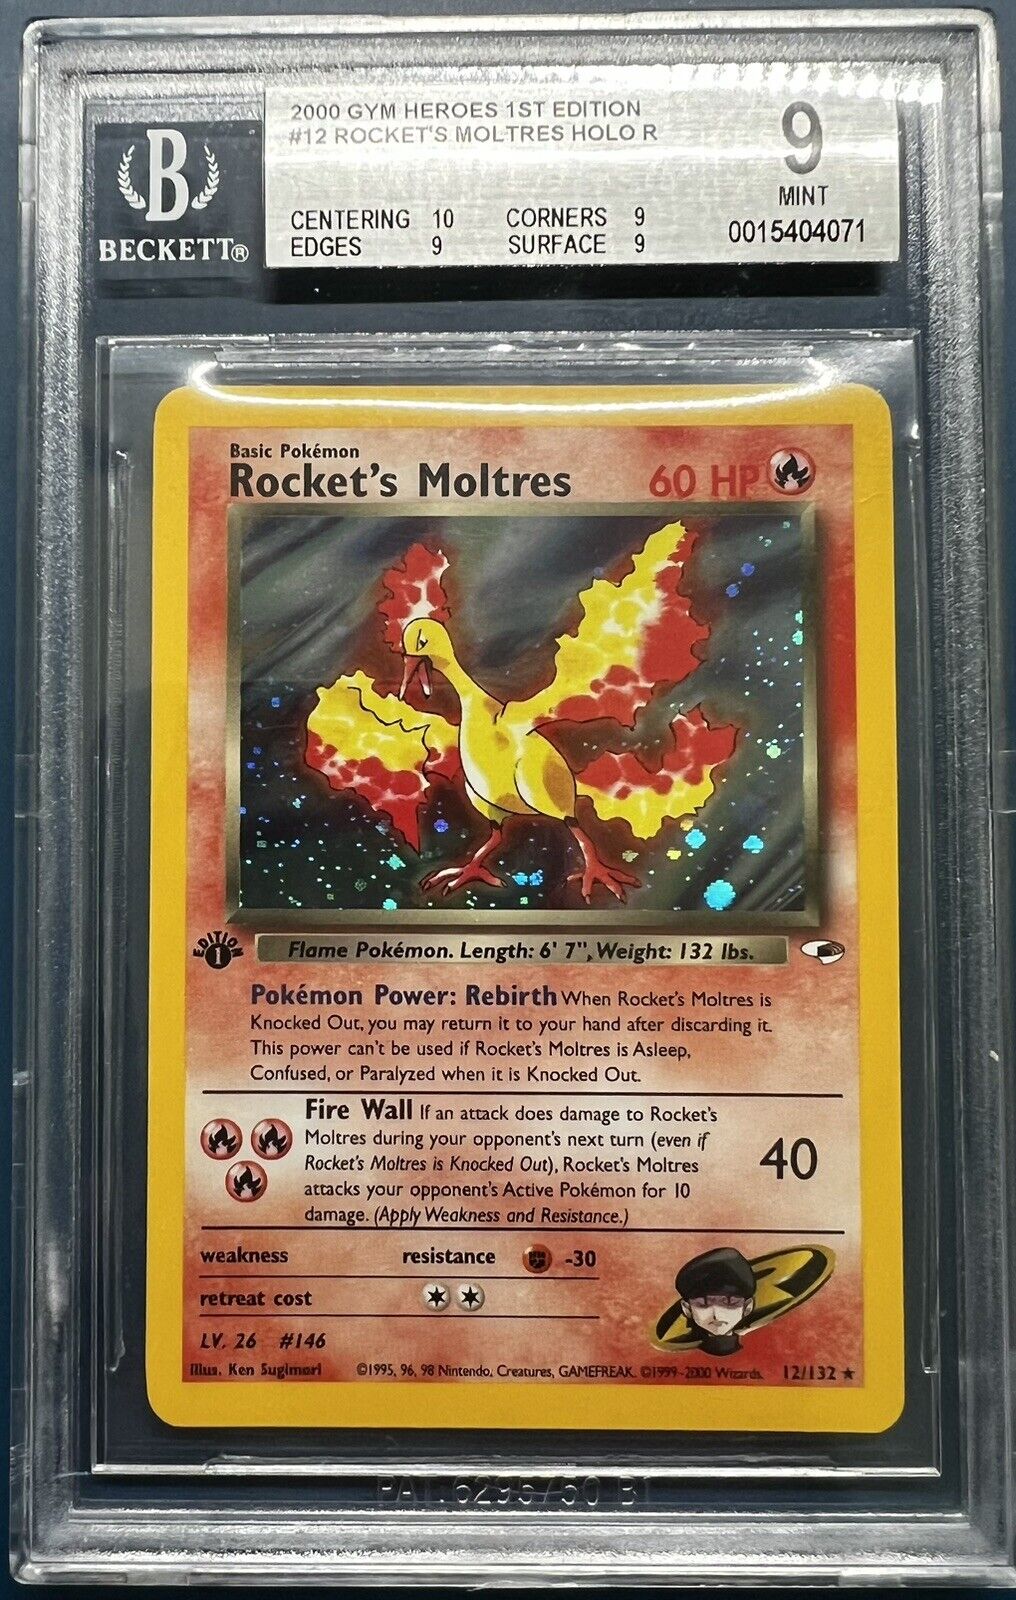 2000 GYM HEROES 1ST EDITION
#12 ROCKET'S MOLTRES HOLO R
9
MINT
CENTERING 10 CORNERS 9
EDGES 9 SURFACE 9
0015404071
B
BECKETT®
Basic Pokémon
Rocket's Moltres 60 HP
EDITION
1
Flame Pokémon. Length: 6' 7", Weight: 132 lbs.
Pokémon Power: Rebirth When Rocket's Moltres is
Knocked Out, you may return it to your hand after discarding it.
This power can't be used if Rocket's Moltres is Asleep,
Confused, or Paralyzed when it is Knocked Out.
Fire Wall If an attack does damage to Rocket's
Moltres during your opponent's next turn (even if
Rocket's Moltres is Knocked Out), Rocket's Moltres
attacks your opponent's Active Pokémon for 10
damage. (Apply Weakness and Resistance.)
40
weakness resistance -30
retreat cost
LV. 26 #146
Illus. Ken Sugimori ©1995, 96, 98 Nintendo, Creatures, GAMEFREAK. ©1999-2000 Wizards. 12/132 ★